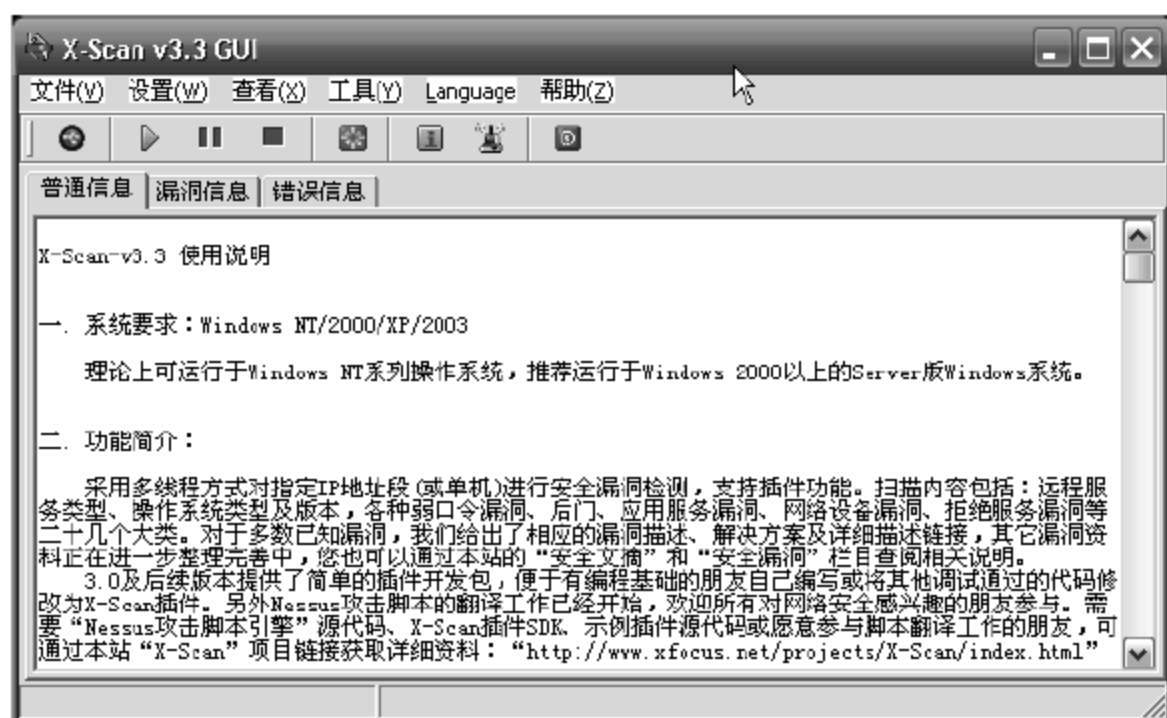 X-Scan v3.3 GUI
文件(V) 设置(W) 查看(X) 工具(Y) Language 帮助(Z)
普通信息 漏洞信息 错误信息
X-Scan-v3.3 使用说明
一. 系统要求：Windows NT/2000/XP/2003
理论上可运行于Windows NT系列操作系统，推荐运行于Windows 2000以上的Server版Windows系统。
二. 功能简介：
采用多线程方式对指定IP地址段(或单机)进行安全漏洞检测，支持插件功能。扫描内容包括：远程服
务类型、操作系统类型及版本，各种弱口令漏洞、后门、应用服务漏洞、网络设备漏洞、拒绝服务漏洞等
二十几个大类。对于多数已知漏洞，我们给出了相应的漏洞描述、解决方案及详细描述链接，其它漏洞资
料正在进一步整理完善中，您也可以通过本站的“安全文摘”和“安全漏洞”栏目查阅相关说明。
3.0及后续版本提供了简单的插件开发包，便于有编程基础的朋友自己编写或将其他调试通过的代码修
改为X-Scan插件。另外Nessus攻击脚本的翻译工作已经开始，欢迎所有对网络安全感兴趣的朋友参与。需
要“Nessus攻击脚本引擎”源代码、X-Scan插件SDK、示例插件源代码或愿意参与脚本翻译工作的朋友，可
通过本站“X-Scan”项目链接获取详细资料：“http://www.xfocus.net/projects/X-Scan/index.html”